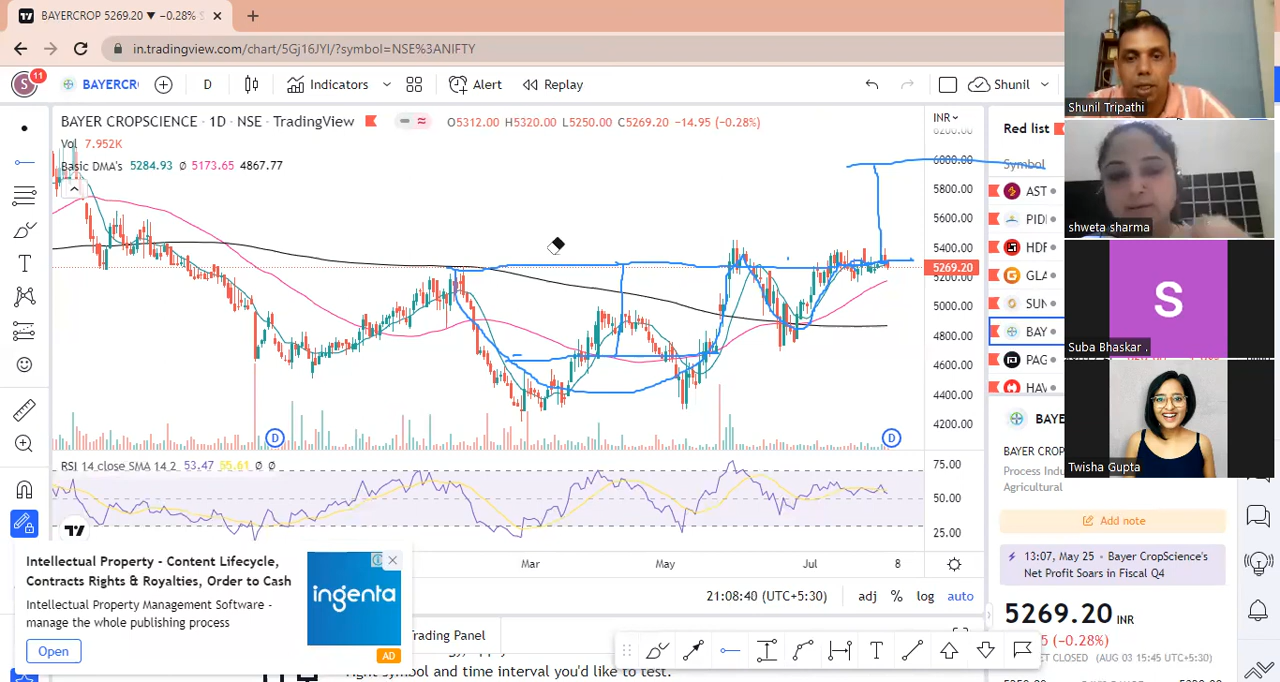 BAYERCROP 5269.20 ▼ −0.28%
in.tradingview.com/chart/5Gj16JYI/?symbol=NSE%3ANIFTY
S 11 BAYERCR D Indicators Alert Replay Shunil
BAYER CROPSCIENCE · 1D · NSE · TradingView O5312.00 H5320.00 L5250.00 C5269.20 −14.95 (−0.28%)
INR
Vol 7.952K
Basic DMA's 5284.93 Ø 5173.65 4867.77
6000.00
5800.00
5600.00
5400.00
5269.20
5200.00
5000.00
4800.00
4600.00
4400.00
4200.00
D D
RSI 14 close SMA 14 2 53.47 55.61 Ø Ø
75.00
50.00
25.00
Mar May Jul 8
21:08:40 (UTC+5:30) adj % log auto
Red list
Symbol
AST
PIDI
HDF
GLA
SUN
BAY
PAG
HAV
BAYE
BAYER CROP
Process Indu
Agricultural
Add note
13:07, May 25 • Bayer CropScience's
Net Profit Soars in Fiscal Q4
5269.20 INR
(−0.28%)
(AUG 03 15:45 UTC+5:30)
Shunil Tripathi
shweta sharma
S
Suba Bhaskar .
Twisha Gupta
Intellectual Property - Content Lifecycle,
Contracts Rights & Royalties, Order to Cash
Intellectual Property Management Software -
manage the whole publishing process
Open
ingenta
AD
Trading Panel
T
right symbol and time interval you'd like to test.